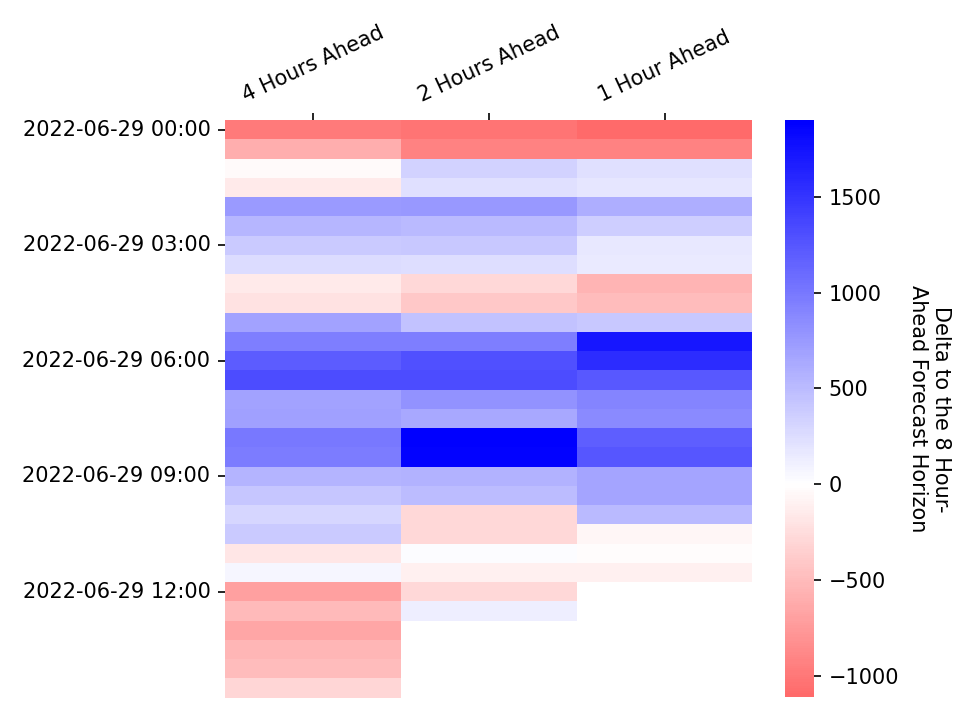 4 Hours Ahead
2 Hours Ahead
1 Hour Ahead
2022-06-29 00:00
2022-06-29 03:00
2022-06-29 06:00
2022-06-29 09:00
2022-06-29 12:00
1500
1000
500
0
−500
−1000
Delta to the 8 Hour-
Ahead Forecast Horizon